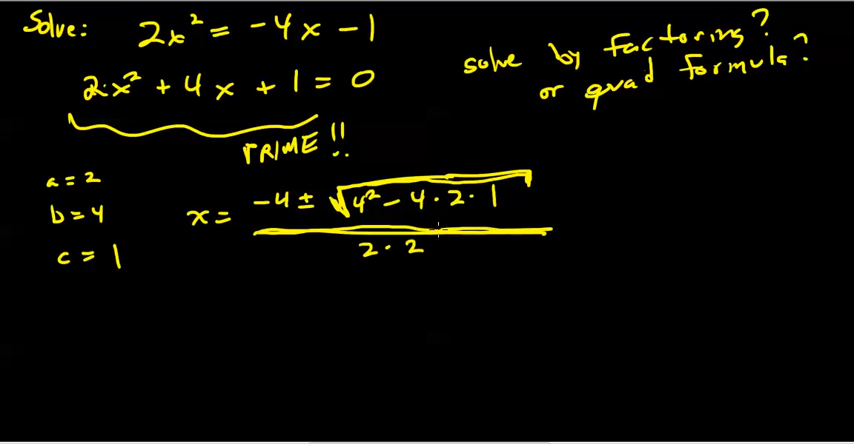 Solve: 2x² = -4x - 1
solve by factoring?
or quad formula?
2x² + 4x + 1 = 0
PRIME!!
a = 2
b = 4
c = 1
x = -4 ± √4² - 4 · 2 · 1
2 · 2